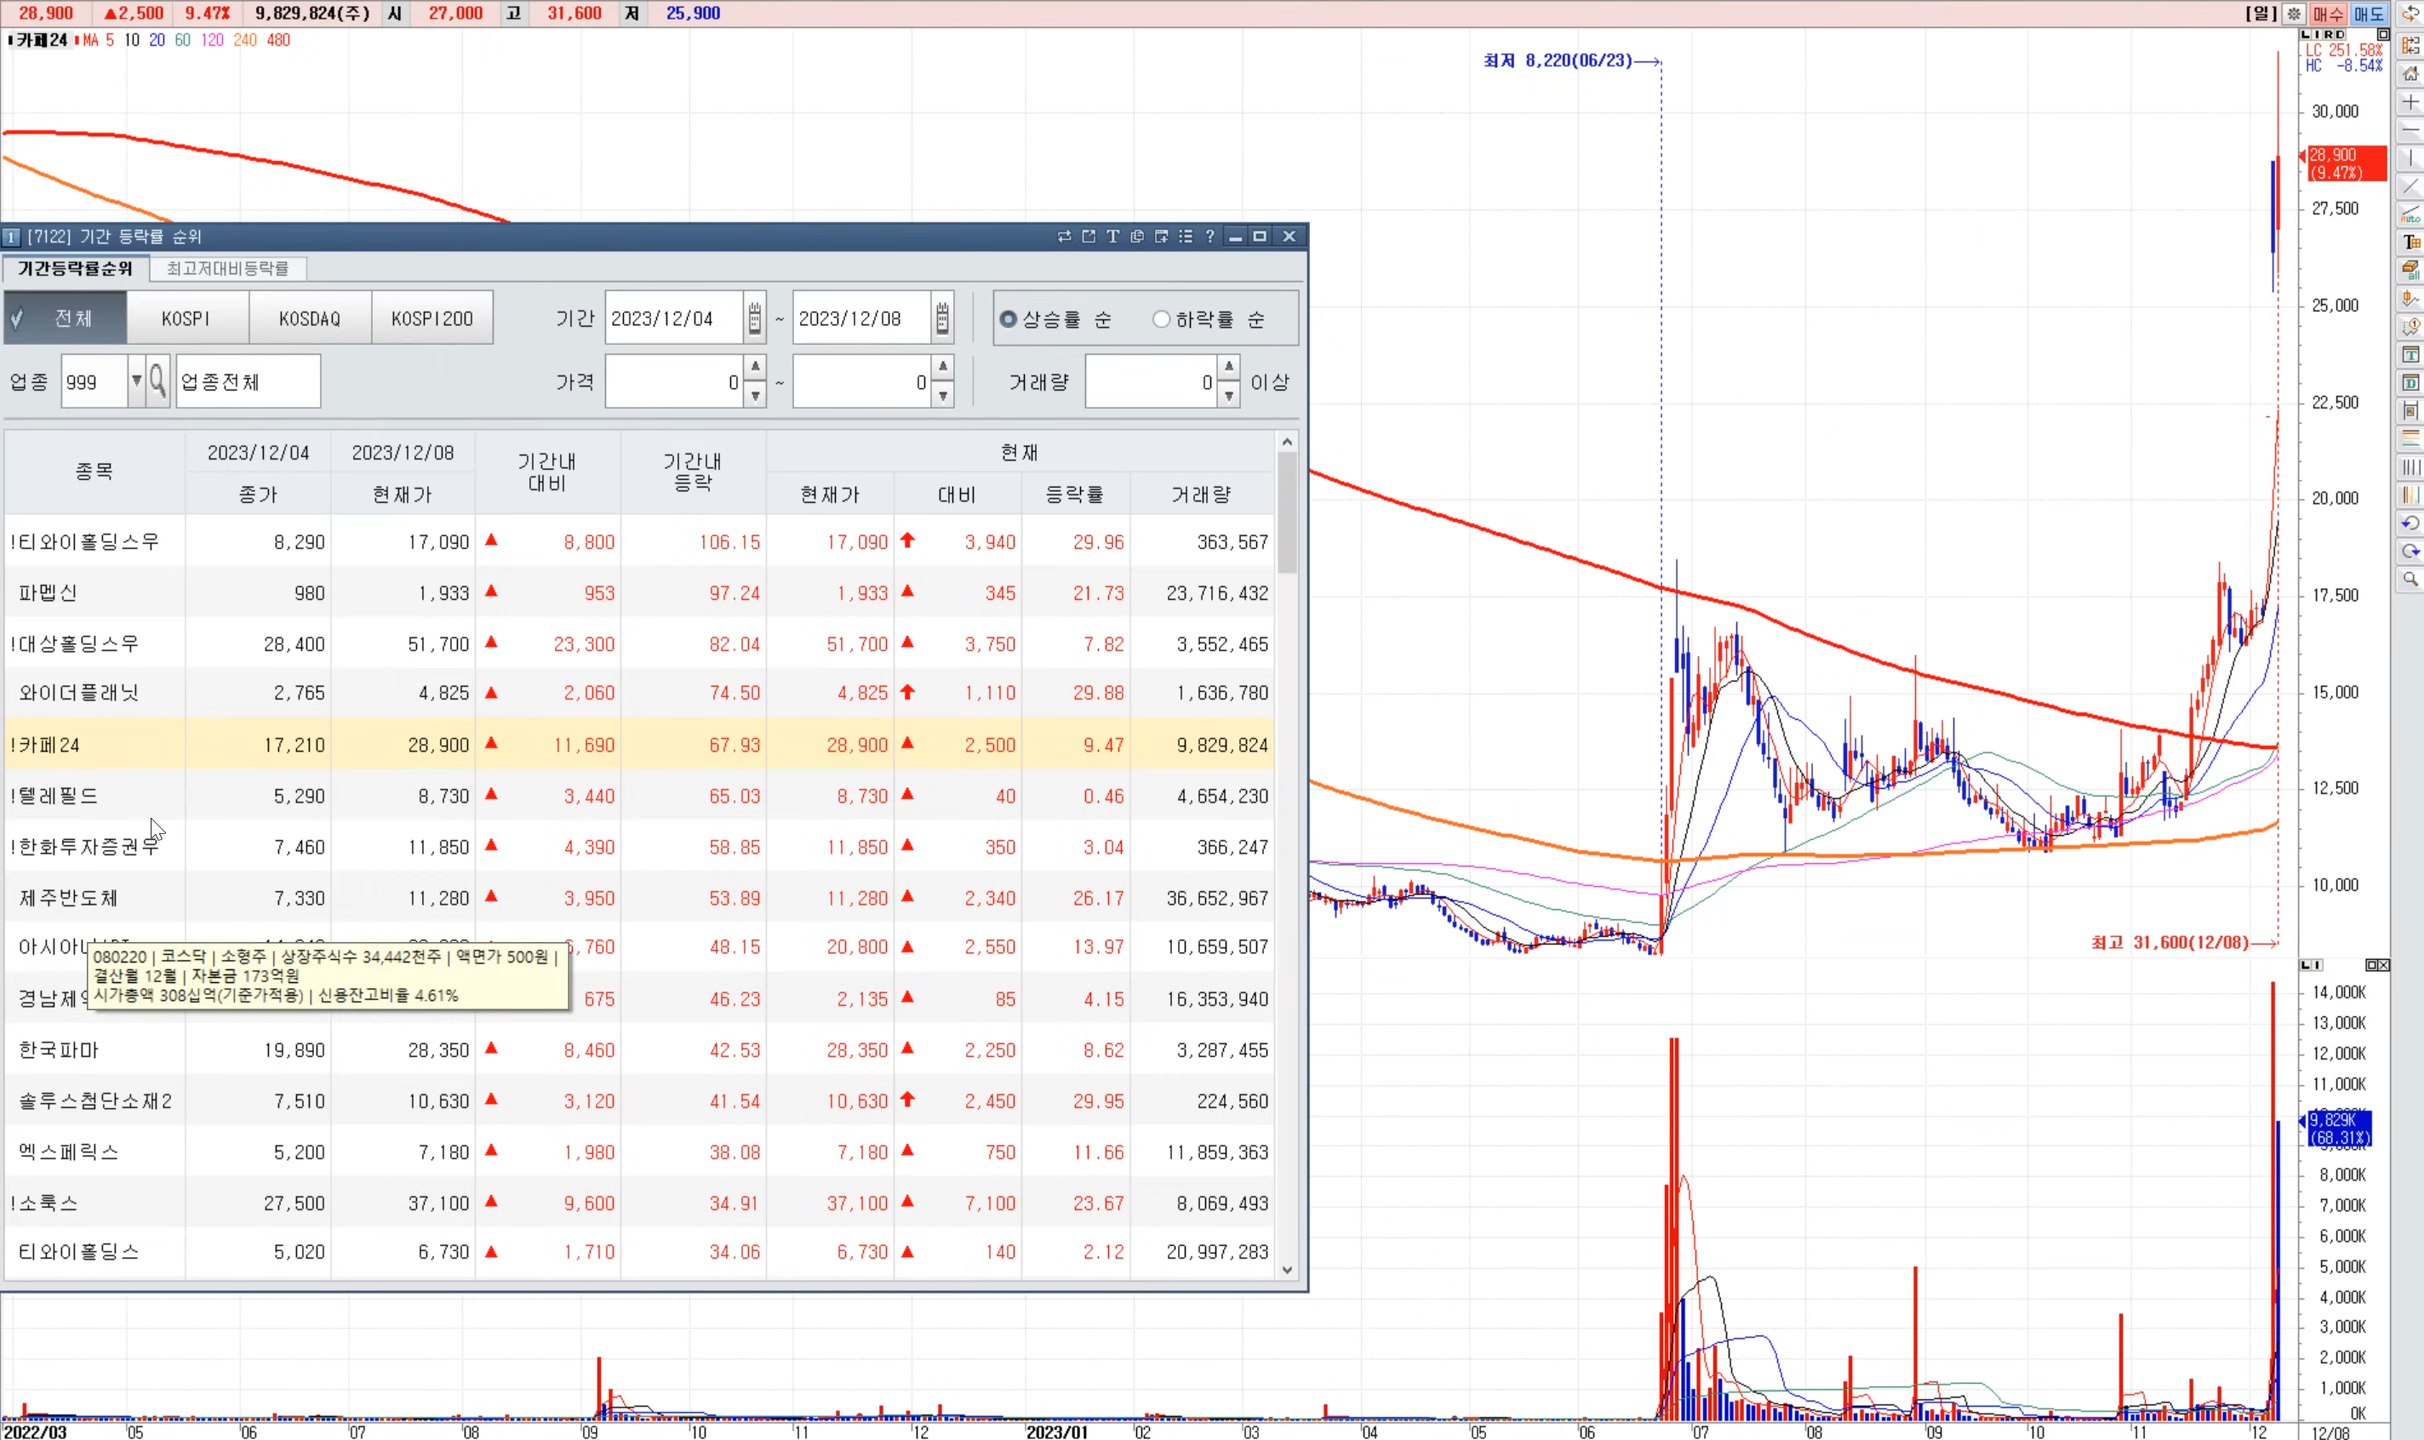 28,900 ▲2,500 9.47% 9,829,824(주) 시 27,000 고 31,600 저 25,900 [일] 매수 매도
카페24 MA 5 10 20 60 120 240 480
L I R D
LC 251.58%
HC -8.54%
최저 8,220(06/23)
30,000
28,900
(9.47%)
27,500
25,000
22,500
20,000
17,500
15,000
12,500
10,000
최고 31,600(12/08)
1 [7122] 기간 등락률 순위
기간등락률순위 최고저대비등락률
전체 KOSPI KOSDAQ KOSPI200 기간 2023/12/04 ~ 2023/12/08 상승률 순 하락률 순
업종 999 업종전체 가격 0 ~ 0 거래량 0 이상
종목 2023/12/04 2023/12/08 기간내 대비 기간내 등락 현재
종가 현재가 현재가 대비 등락률 거래량
!티와이홀딩스우 8,290 17,090 ▲ 8,800 106.15 17,090 ↑ 3,940 29.96 363,567
파멥신 980 1,933 ▲ 953 97.24 1,933 ▲ 345 21.73 23,716,432
!대상홀딩스우 28,400 51,700 ▲ 23,300 82.04 51,700 ▲ 3,750 7.82 3,552,465
와이더플래닛 2,765 4,825 ▲ 2,060 74.50 4,825 ↑ 1,110 29.88 1,636,780
!카페24 17,210 28,900 ▲ 11,690 67.93 28,900 ▲ 2,500 9.47 9,829,824
!텔레필드 5,290 8,730 ▲ 3,440 65.03 8,730 ▲ 40 0.46 4,654,230
!한화투자증권우 7,460 11,850 ▲ 4,390 58.85 11,850 ▲ 350 3.04 366,247
제주반도체 7,330 11,280 ▲ 3,950 53.89 11,280 ▲ 2,340 26.17 36,652,967
48.15 20,800 ▲ 2,550 13.97 10,659,507
675 46.23 2,135 ▲ 85 4.15 16,353,940
080220 | 코스닥 | 소형주 | 상장주식수 34,442천주 | 액면가 500원 |
결산월 12월 | 자본금 173억원
시가총액 308십억(기준가적용) | 신용잔고비율 4.61%
한국파마 19,890 28,350 ▲ 8,460 42.53 28,350 ▲ 2,250 8.62 3,287,455
솔루스첨단소재2 7,510 10,630 ▲ 3,120 41.54 10,630 ↑ 2,450 29.95 224,560
엑스페릭스 5,200 7,180 ▲ 1,980 38.08 7,180 ▲ 750 11.66 11,859,363
!소룩스 27,500 37,100 ▲ 9,600 34.91 37,100 ▲ 7,100 23.67 8,069,493
티와이홀딩스 5,020 6,730 ▲ 1,710 34.06 6,730 ▲ 140 2.12 20,997,283
L I
14,000K
13,000K
12,000K
11,000K
9,829K
(68.31%)
8,000K
7,000K
6,000K
5,000K
4,000K
3,000K
2,000K
1,000K
0K
2022/03 05 06 07 08 09 10 11 12 2023/01 02 03 04 05 06 07 08 09 10 11 12 12/08